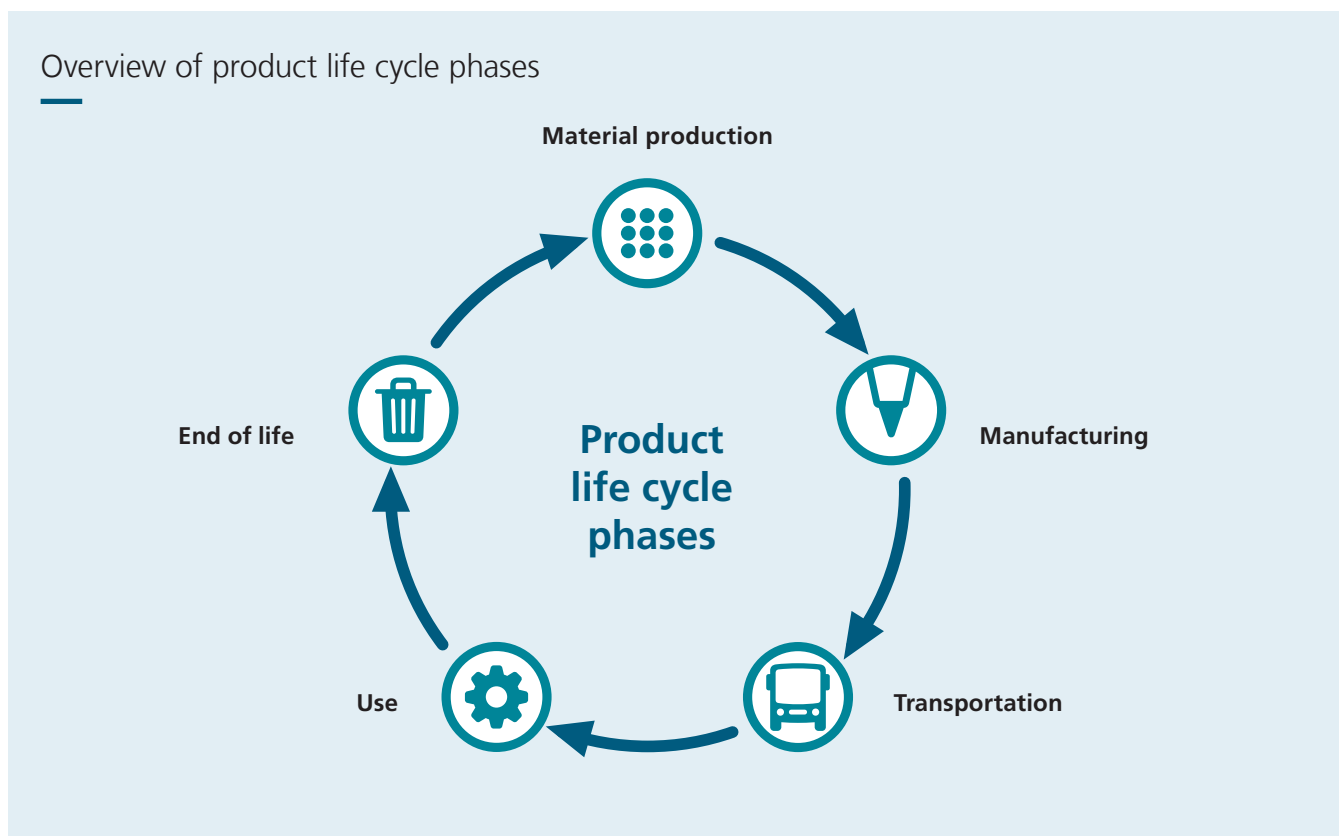 Overview of product life cycle phases
Material production
End of life
Product
life cycle
phases
Manufacturing
Use
Transportation